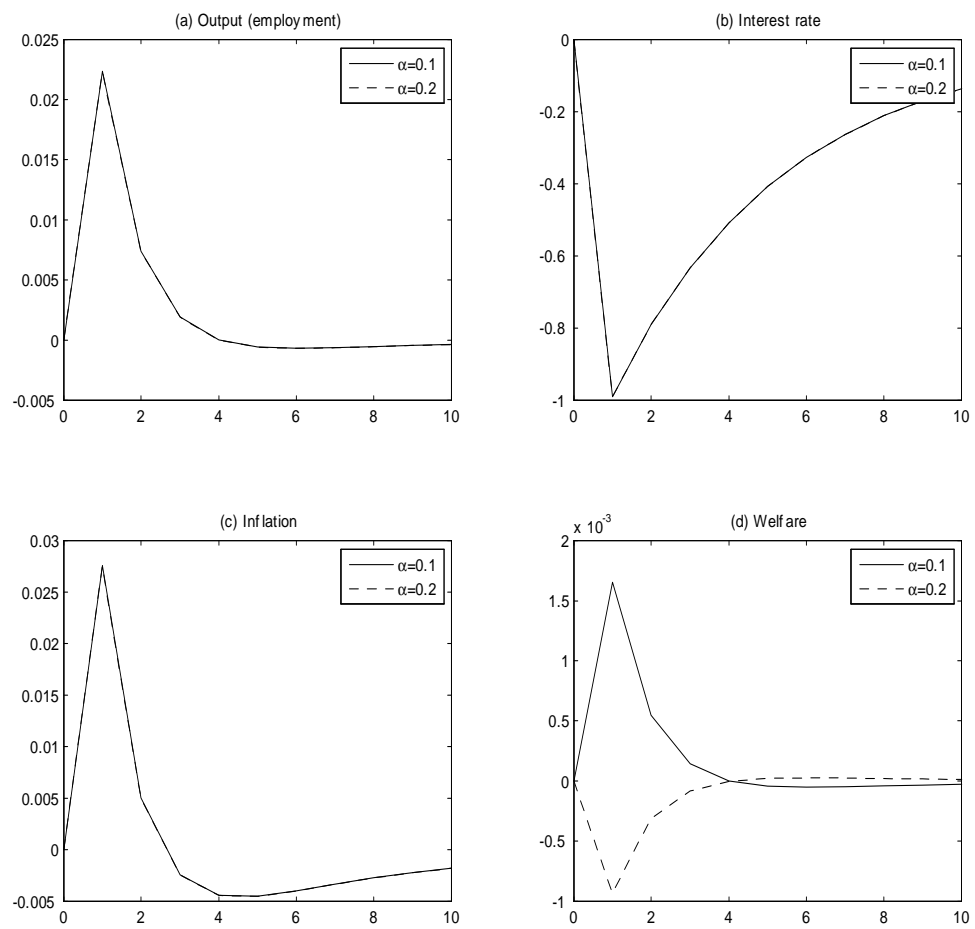 (a) Output (employment)
0.025
0.02
0.015
0.01
0.005
0
-0.005
0 2 4 6 8 10
α=0.1
α=0.2
(b) Interest rate
0
-0.2
-0.4
-0.6
-0.8
-1
0 2 4 6 8 10
α=0.1
α=0.2
(c) Inflation
0.03
0.025
0.02
0.015
0.01
0.005
0
-0.005
0 2 4 6 8 10
α=0.1
α=0.2
(d) Welfare
x 10-3
2
1.5
1
0.5
0
-0.5
-1
0 2 4 6 8 10
α=0.1
α=0.2